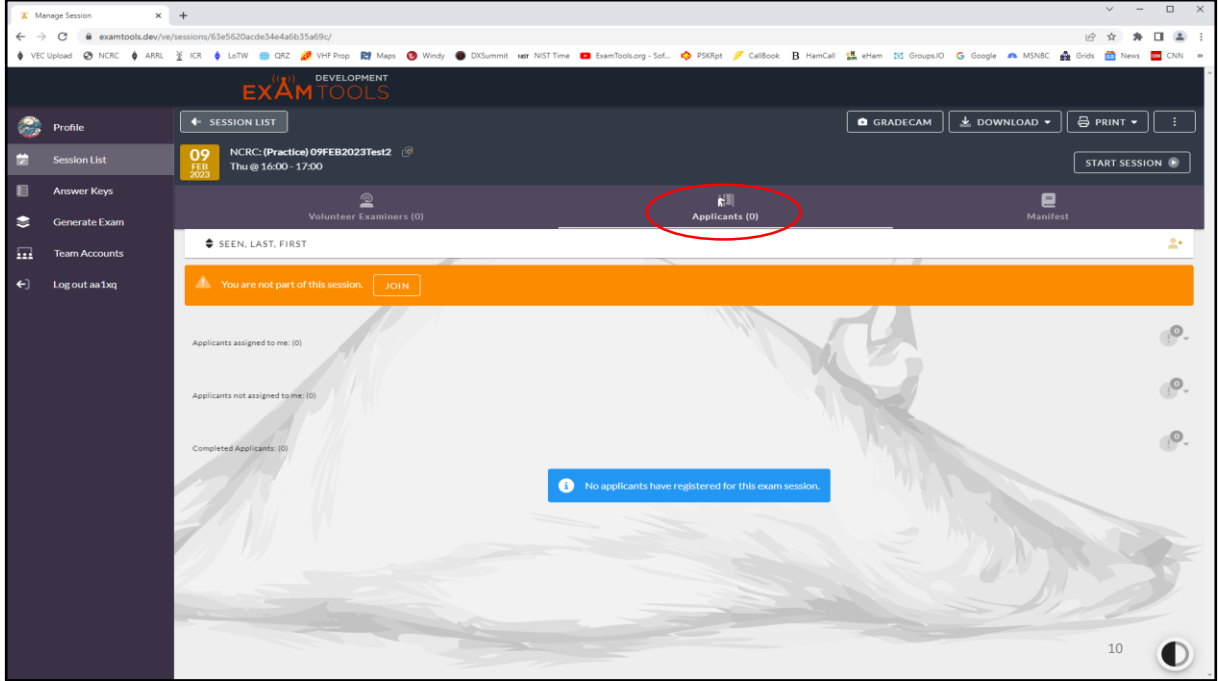 Manage Session
examtools.dev/ve/sessions/63e5620acde34e4a6b35a69c/
VEC Upload NCRC ARRL ICR LoTW QRZ VHF Prop Maps Windy DXSummit NIST NIST Time ExamTools.org - Sof... PSKRpt CallBook B HamCall eHam Groups.IO G Google MSNBC Grids News CNN »
DEVELOPMENT
EXAMTOOLS
Profile
Session List
Answer Keys
Generate Exam
Team Accounts
Log out aa1xq
SESSION LIST
GRADECAM
DOWNLOAD
PRINT
09
FEB
2023
NCRC: (Practice) 09FEB2023Test2
Thu @ 16:00 - 17:00
START SESSION
Volunteer Examiners (0)
Applicants (0)
Manifest
SEEN, LAST, FIRST
You are not part of this session.
JOIN
Applicants assigned to me: (0)
0
Applicants not assigned to me: (0)
0
Completed Applicants: (0)
0
No applicants have registered for this exam session.
10